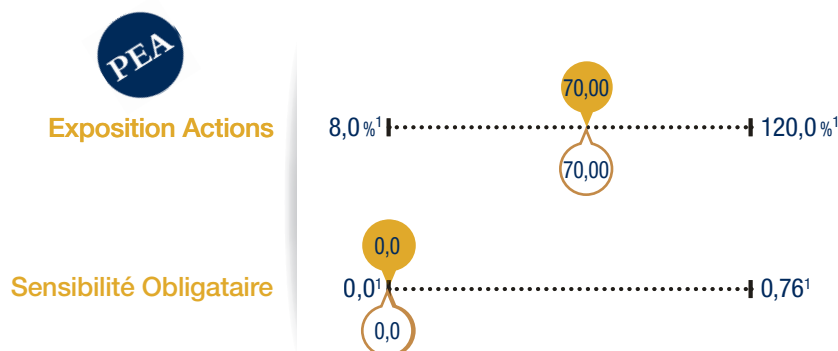 PEA
70,00
Exposition Actions 8,0 %¹ 120,0 %¹
70,00
0,0
Sensibilité Obligataire 0,0¹ 0,76¹
0,0